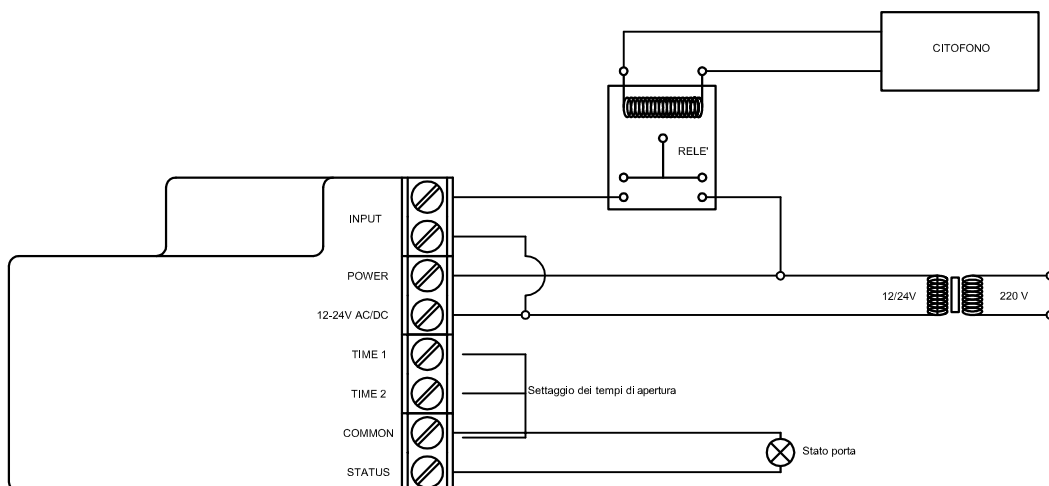 CITOFONO
RELE'
INPUT
POWER
12/24V
220 V
12-24V AC/DC
TIME 1
Settaggio dei tempi di apertura
TIME 2
COMMON
Stato porta
STATUS